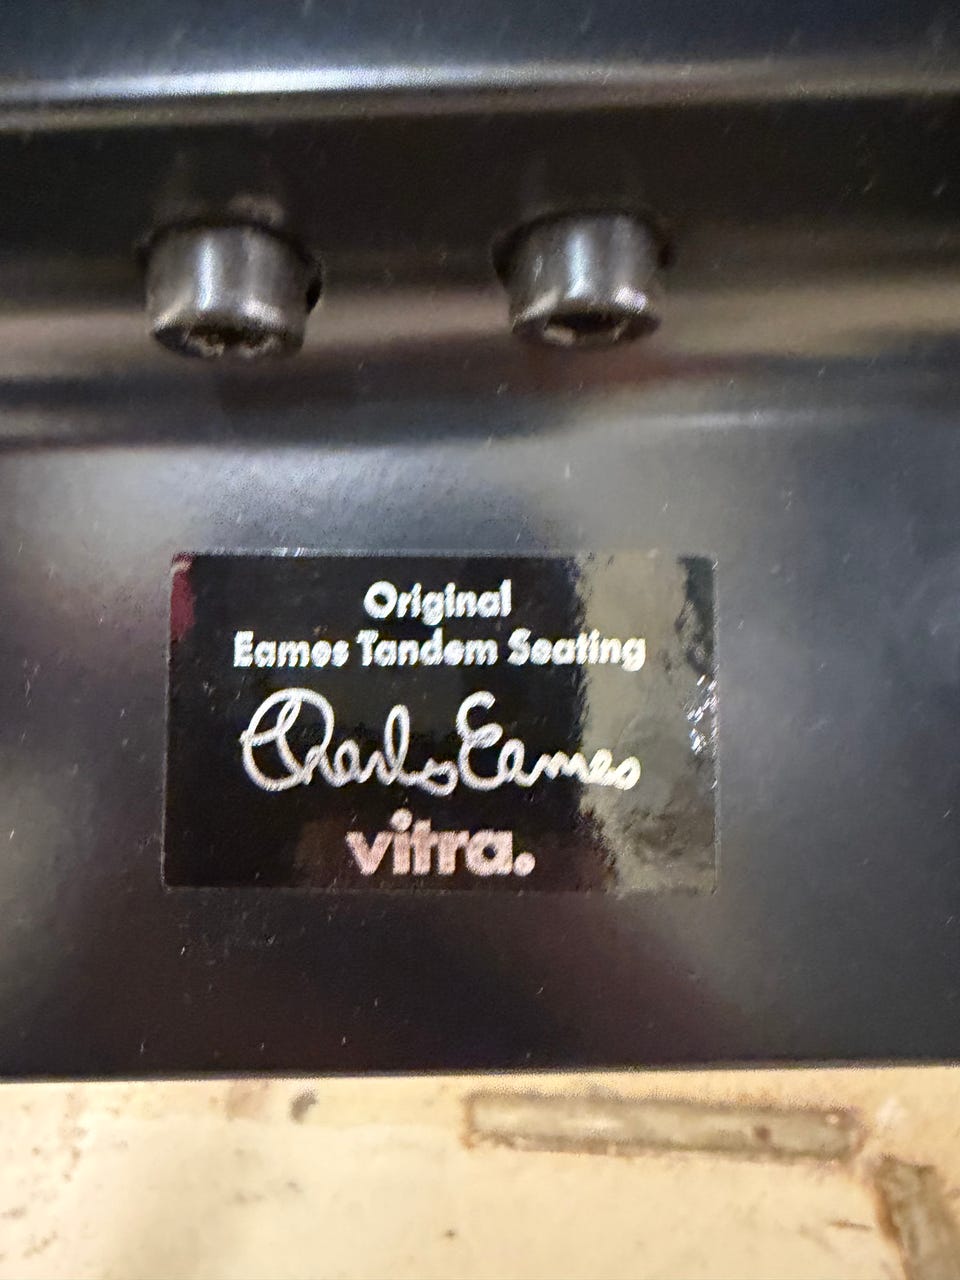 Original
Eames Tandem Seating
Charles Eames
vitra.